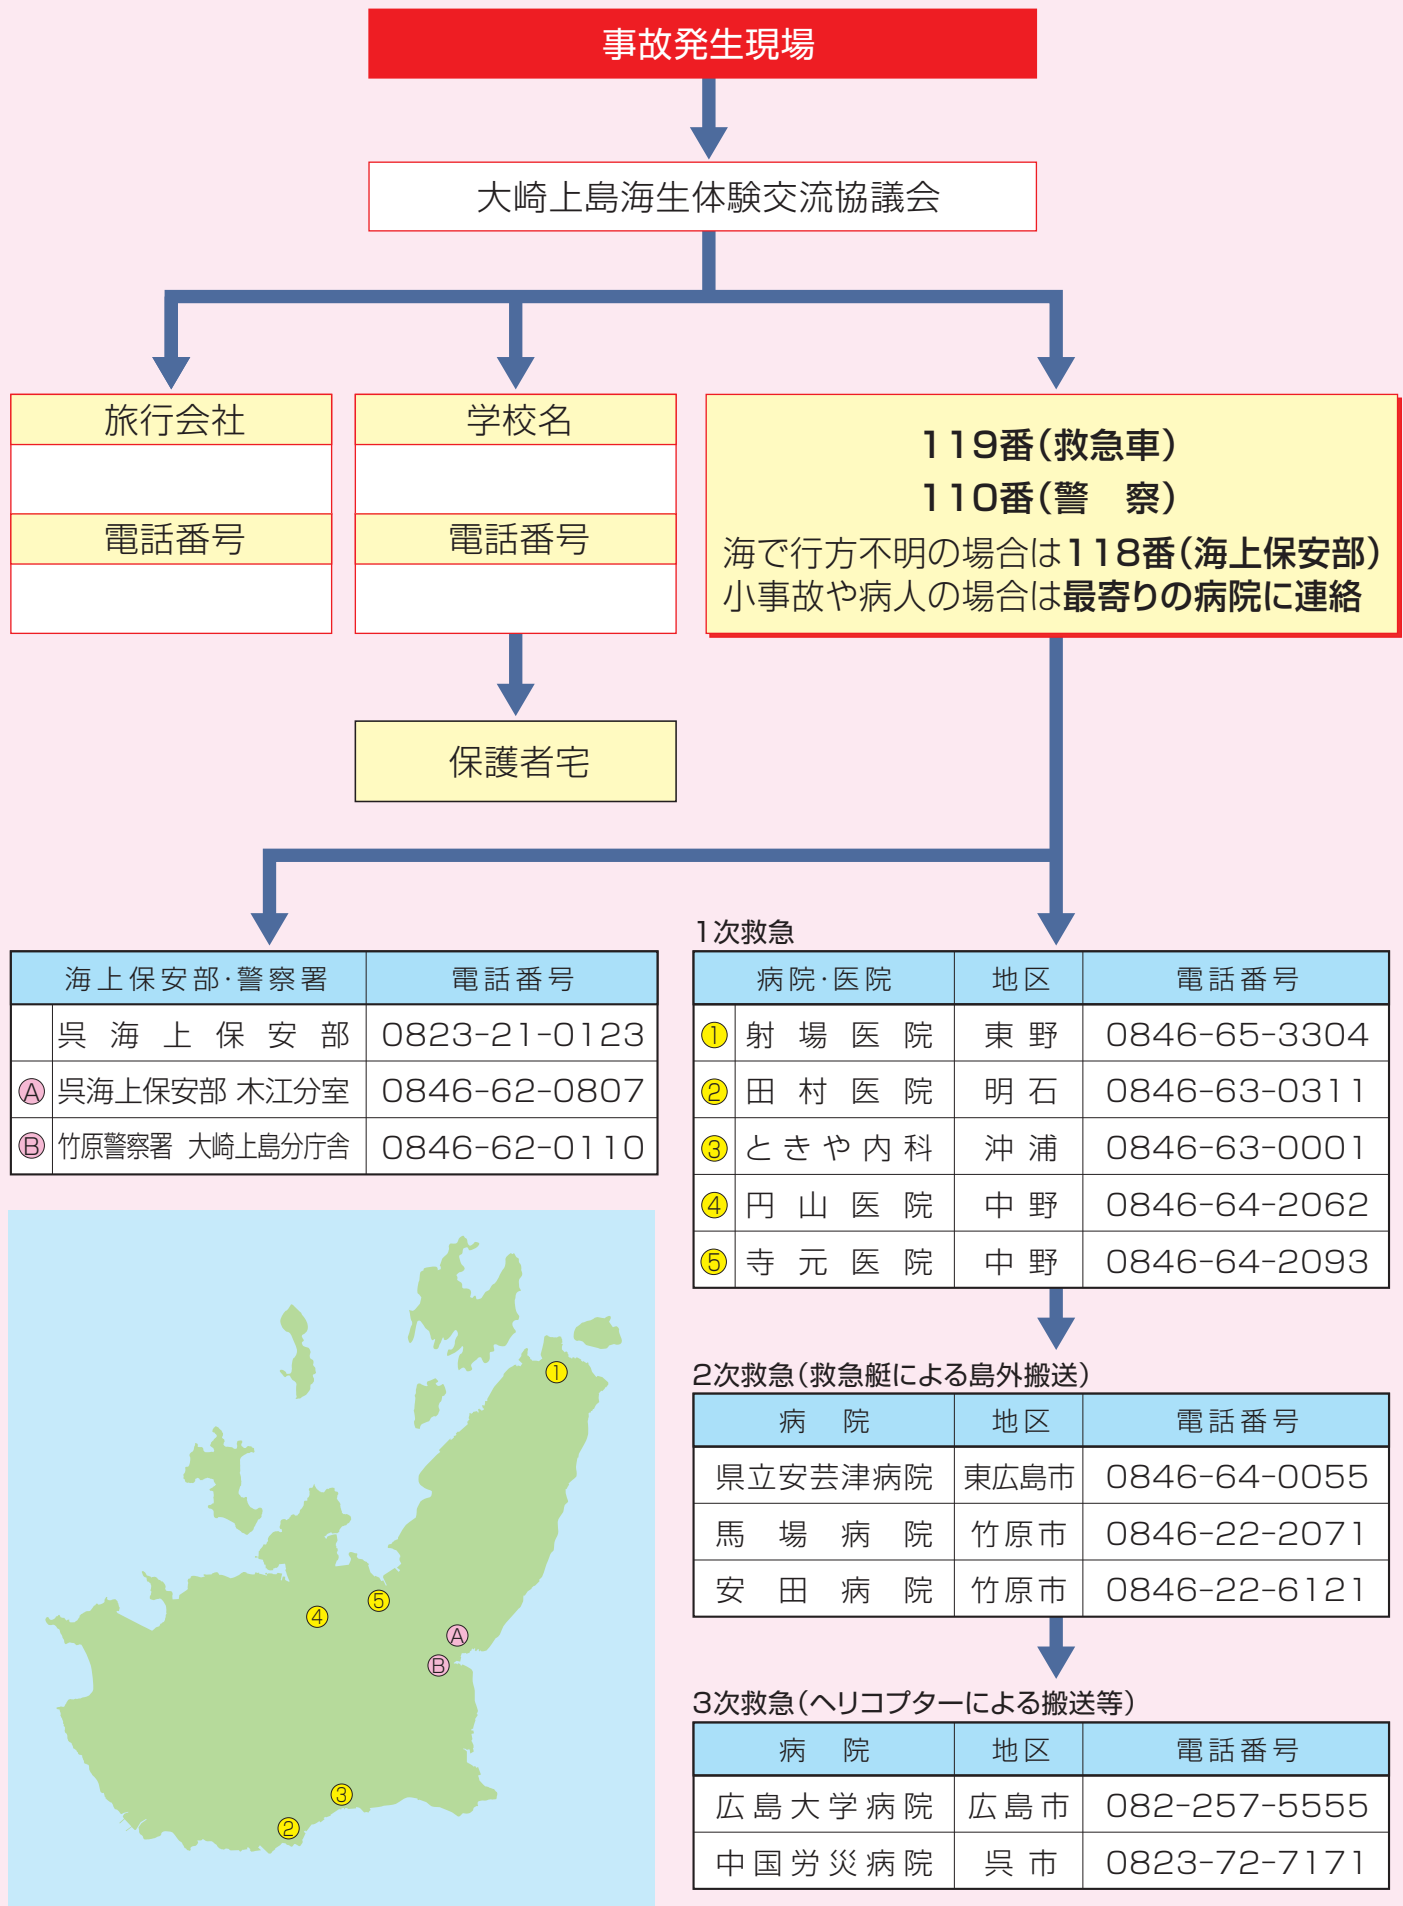 事故発生現場
大崎上島海生体験交流協議会
旅行会社
電話番号
学校名
電話番号
119番(救急車)
110番(警　察)
海で行方不明の場合は118番(海上保安部)
小事故や病人の場合は最寄りの病院に連絡
保護者宅
海上保安部・警察署 電話番号
呉海上保安部 0823-21-0123
Ⓐ 呉海上保安部 木江分室 0846-62-0807
Ⓑ 竹原警察署 大崎上島分庁舎 0846-62-0110
1次救急
病院・医院 地区 電話番号
① 射場医院 東野 0846-65-3304
② 田村医院 明石 0846-63-0311
③ ときや内科 沖浦 0846-63-0001
④ 円山医院 中野 0846-64-2062
⑤ 寺元医院 中野 0846-64-2093
2次救急(救急艇による島外搬送)
病　院 地区 電話番号
県立安芸津病院 東広島市 0846-64-0055
馬場病院 竹原市 0846-22-2071
安田病院 竹原市 0846-22-6121
3次救急(ヘリコプターによる搬送等)
病　院 地区 電話番号
広島大学病院 広島市 082-257-5555
中国労災病院 呉市 0823-72-7171
①
⑤
④
Ⓐ
Ⓑ
③
②